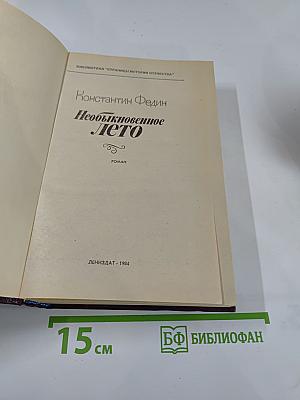 БИБЛИОТЕКА "СТРАНИЦЫ ИСТОРИИ ОТЕЧЕСТВА"
Константин Федин
Необыкновенное
лето
РОМАН
ЛЕНИЗДАТ · 1984
15 см
БФ БИБЛИОФАН